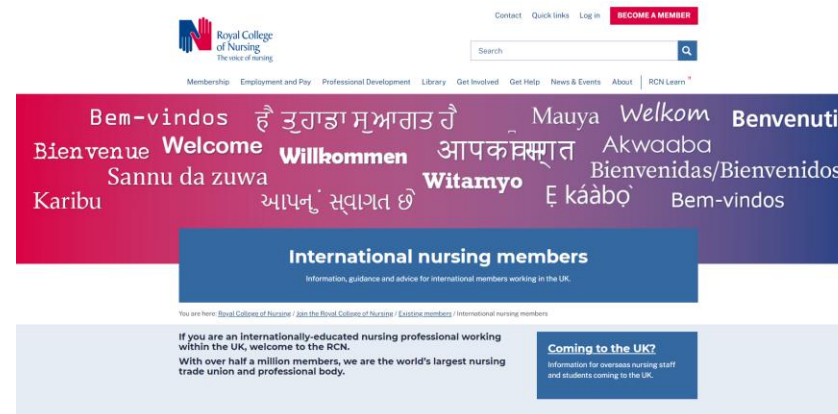 Contact Quick links Log in BECOME A MEMBER
Royal College
of Nursing
The voice of nursing
Search
Membership Employment and Pay Professional Development Library Get Involved Get Help News & Events About RCN Learn
Bem-vindos ਹੈ ਤੁਹਾਡਾ ਸੁਆਗਤ ਹੈ Mauya Welkom Benvenuti
Bienvenue Welcome Willkommen Akwaaba
Sannu da zuwa Witamyo Bienvenidas/Bienvenidos
Karibu સ્વાગત છે Ẹ káàbọ̀ Bem-vindos
International nursing members
Information, guidance and advice for international members working in the UK.
You are here: Royal College of Nursing / Join the Royal College of Nursing / Existing members / International nursing members
If you are an internationally-educated nursing professional working
within the UK, welcome to the RCN.
With over half a million members, we are the world's largest nursing
trade union and professional body.
Coming to the UK?
Information for overseas nursing staff
and students coming to the UK.